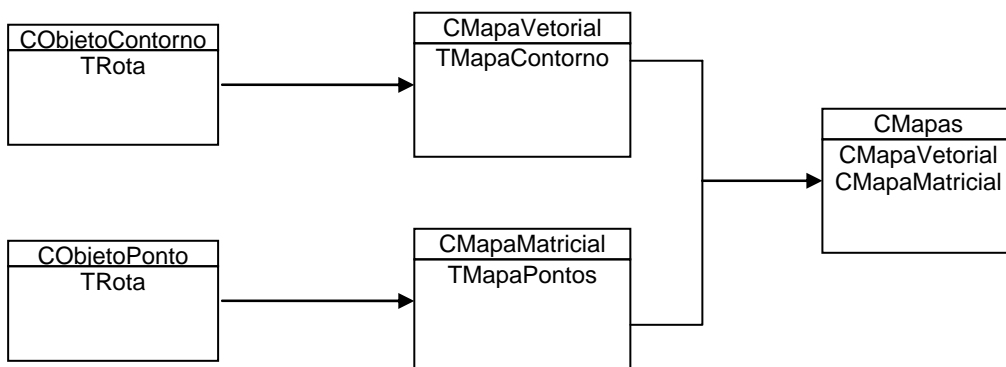 CObjetoContorno
TRota
CMapaVetorial
TMapaContorno
CMapas
CMapaVetorial
CMapaMatricial
CObjetoPonto
TRota
CMapaMatricial
TMapaPontos